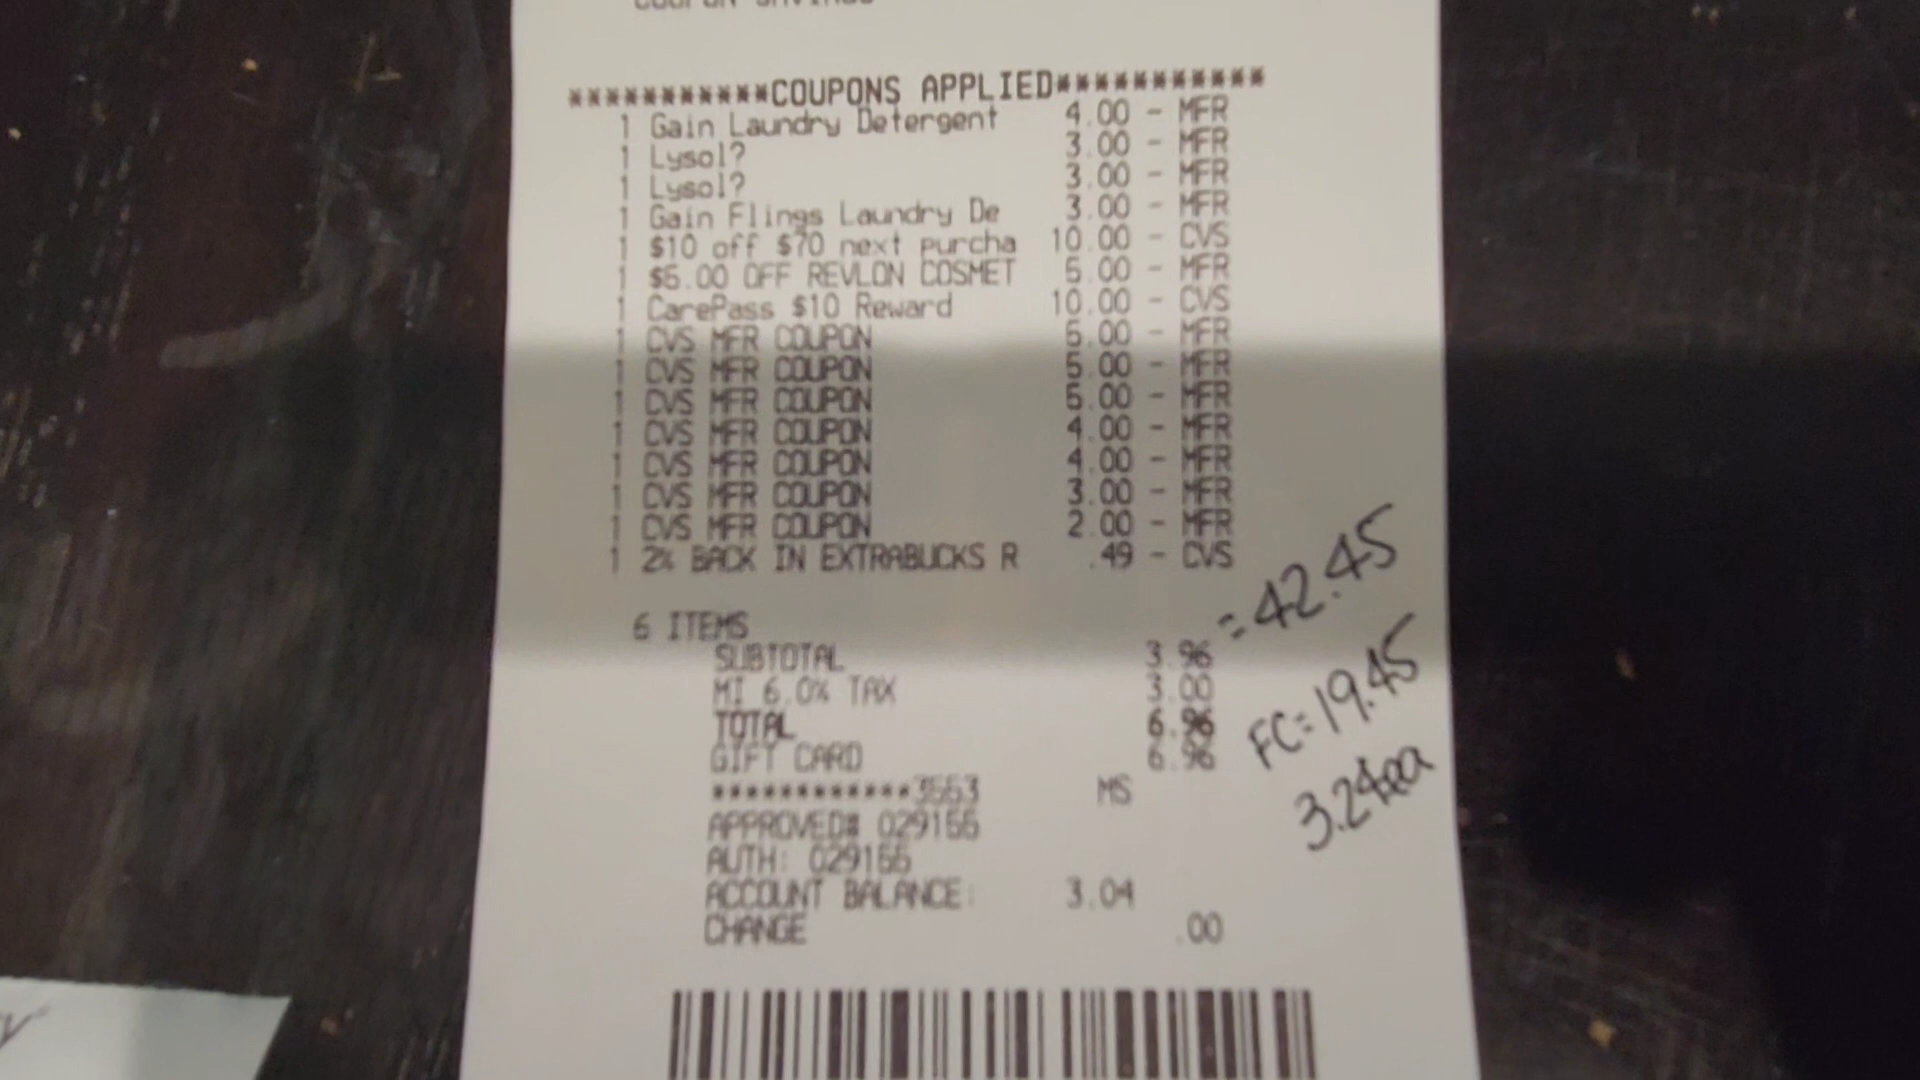 COUPON SAVINGS
***********COUPONS APPLIED***********
1 Gain Laundry Detergent 4.00 - MFR
1 Lysol? 3.00 - MFR
1 Lysol? 3.00 - MFR
1 Gain Flings Laundry De 3.00 - MFR
1 $10 off $70 next purcha 10.00 - CVS
1 $5.00 OFF REVLON COSMET 5.00 - MFR
1 CarePass $10 Reward 10.00 - CVS
1 CVS MFR COUPON 5.00 - MFR
1 CVS MFR COUPON 5.00 - MFR
1 CVS MFR COUPON 5.00 - MFR
1 CVS MFR COUPON 4.00 - MFR
1 CVS MFR COUPON 4.00 - MFR
1 CVS MFR COUPON 3.00 - MFR
1 CVS MFR COUPON 2.00 - MFR
1 2% BACK IN EXTRABUCKS R .49 - CVS
6 ITEMS
SUBTOTAL 3.96
= 42.45
MI 6.0% TAX 3.00
TOTAL 6.96
FC = 19.45
GIFT CARD 6.96
************3553 MS
3.24ea
APPROVED# 029155
AUTH: 029155
ACCOUNT BALANCE: 3.04
CHANGE .00